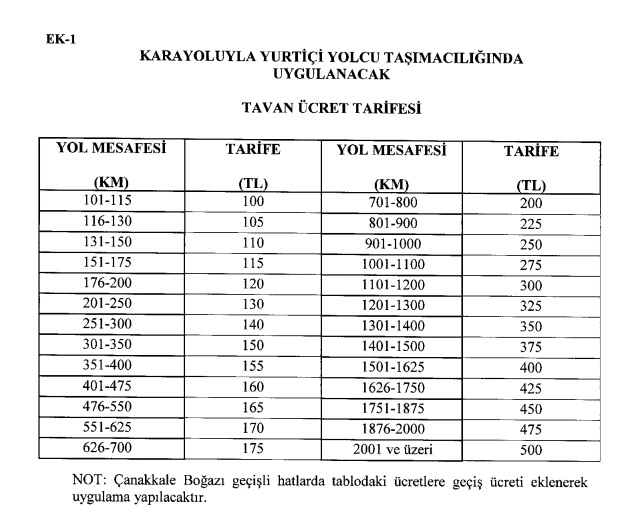 EK-1
KARAYOLUYLA YURTİÇİ YOLCU TAŞIMACILIĞINDA
UYGULANACAK
TAVAN ÜCRET TARİFESİ
YOL MESAFESİ TARİFE YOL MESAFESİ TARİFE
(KM) (TL) (KM) (TL)
101-115 100 701-800 200
116-130 105 801-900 225
131-150 110 901-1000 250
151-175 115 1001-1100 275
176-200 120 1101-1200 300
201-250 130 1201-1300 325
251-300 140 1301-1400 350
301-350 150 1401-1500 375
351-400 155 1501-1625 400
401-475 160 1626-1750 425
476-550 165 1751-1875 450
551-625 170 1876-2000 475
626-700 175 2001 ve üzeri 500
NOT: Çanakkale Boğazı geçişli hatlarda tablodaki ücretlere geçiş ücreti eklenerek
uygulama yapılacaktır.